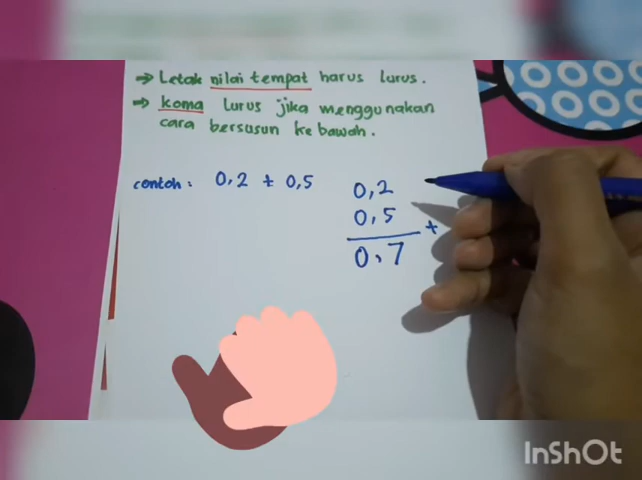 → Letak nilai tempat harus lurus.
→ koma lurus jika menggunakan
cara bersusun ke bawah.
contoh : 0,2 + 0,5
0,2
0,5
+
0,7
InShOt